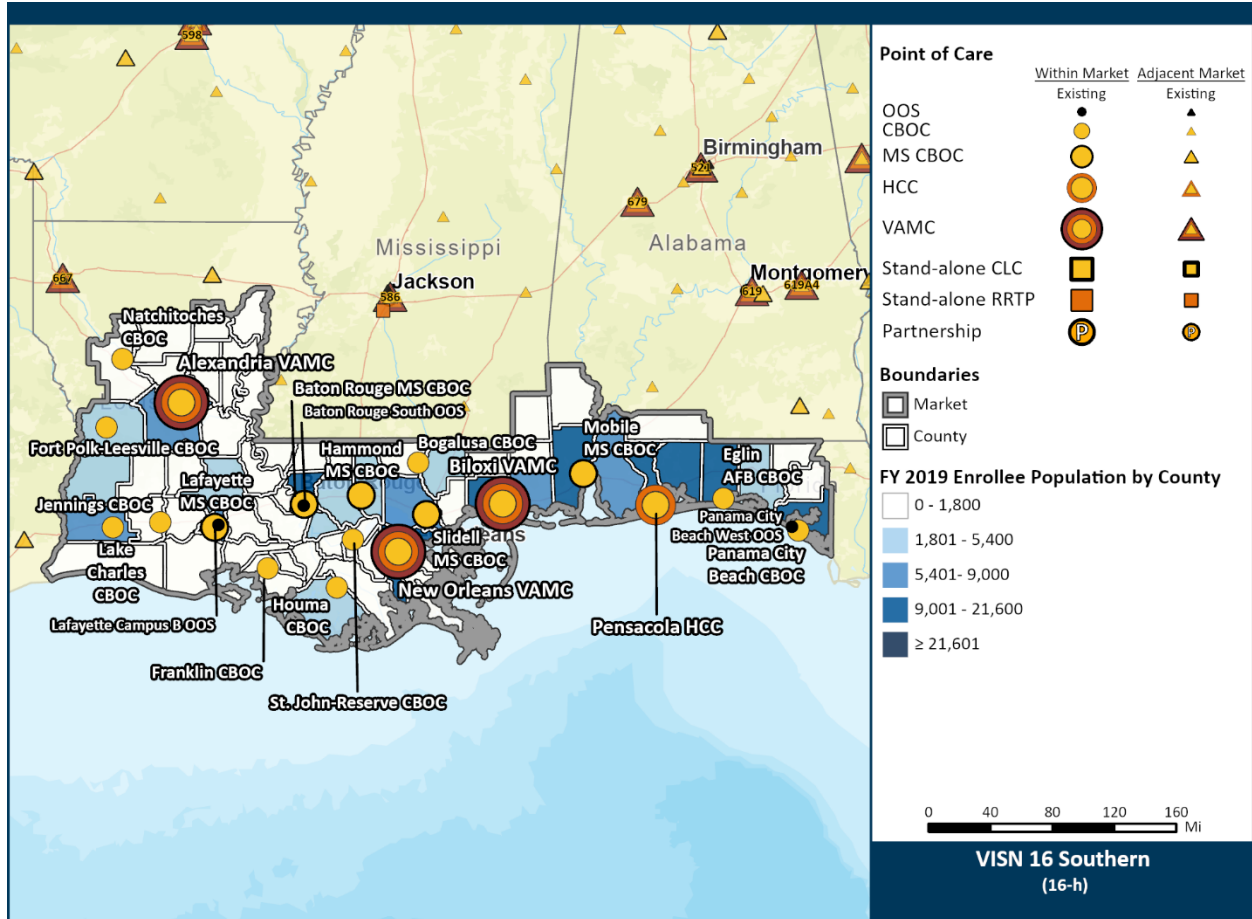 598
Birmingham
521
679
Mississippi
Alabama
667
Jackson
586
Montgomery
619
619A4
Natchitoches
CBOC
Alexandria VAMC
Baton Rouge MS CBOC
Baton Rouge South OOS
Fort Polk-Leesville CBOC
Hammond
MS CBOC
Bogalusa CBOC
Biloxi VAMC
Mobile
MS CBOC
Eglin
AFB CBOC
Lafayette
MS CBOC
Jennings CBOC
Lake
Charles
CBOC
Slidell
MS CBOC
Panama City
Beach West OOS
Panama City
Beach CBOC
New Orleans VAMC
Houma
CBOC
Lafayette Campus B OOS
Pensacola HCC
Franklin CBOC
St. John-Reserve CBOC
Point of Care
Within Market Adjacent Market
Existing Existing
OOS
CBOC
MS CBOC
HCC
VAMC
Stand-alone CLC
Stand-alone RRTP
Partnership P P
Boundaries
Market
County
FY 2019 Enrollee Population by County
0 - 1,800
1,801 - 5,400
5,401- 9,000
9,001 - 21,600
≥ 21,601
0 40 80 120 160
Mi
VISN 16 Southern
(16-h)